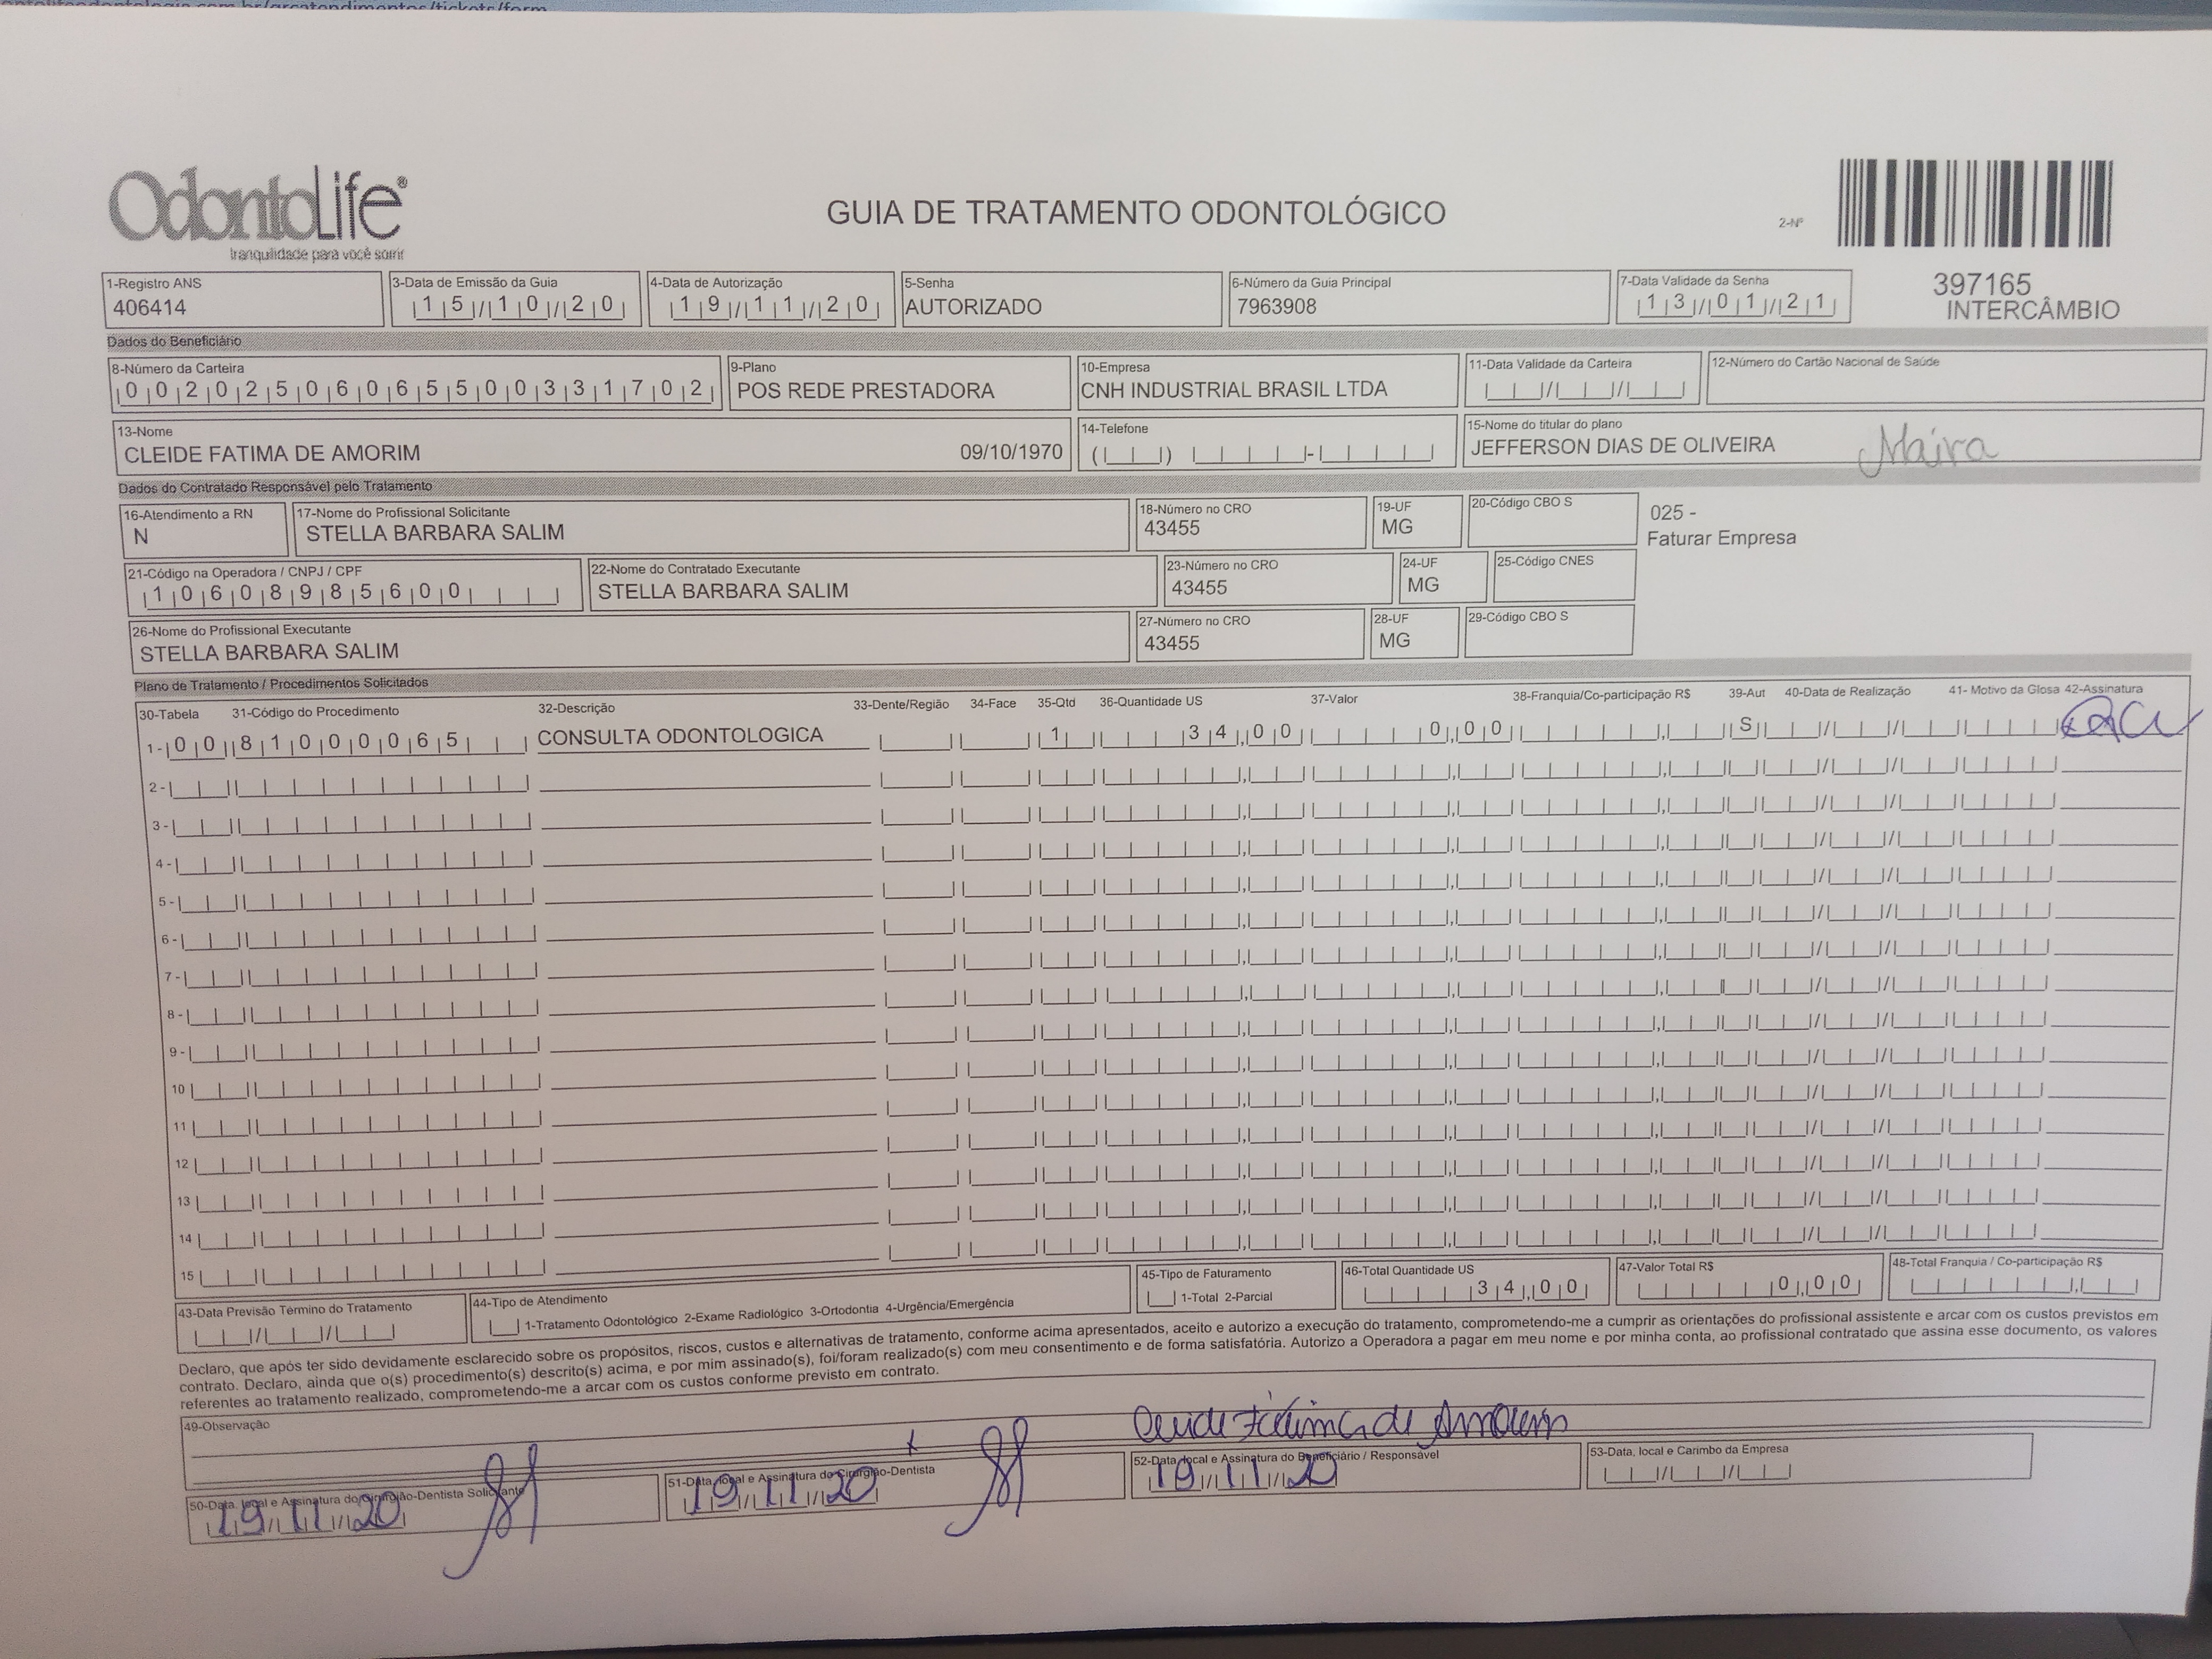 OdontoLife®
tranquilidade para você sorrir
GUIA DE TRATAMENTO ODONTOLÓGICO
2-Nº
397165
INTERCÂMBIO
1-Registro ANS
406414
3-Data de Emissão da Guia
15/10/20
4-Data de Autorização
19/11/20
5-Senha
AUTORIZADO
6-Número da Guia Principal
7963908
7-Data Validade da Senha
13/01/21
Dados do Beneficiário
8-Número da Carteira
00202506065500331702
9-Plano
POS REDE PRESTADORA
10-Empresa
CNH INDUSTRIAL BRASIL LTDA
11-Data Validade da Carteira
12-Número do Cartão Nacional de Saúde
13-Nome
CLEIDE FATIMA DE AMORIM 09/10/1970
14-Telefone
15-Nome do titular do plano
JEFFERSON DIAS DE OLIVEIRA
Maira
Dados do Contratado Responsável pelo Tratamento
16-Atendimento a RN
N
17-Nome do Profissional Solicitante
STELLA BARBARA SALIM
18-Número no CRO
43455
19-UF
MG
20-Código CBO S
025 -
Faturar Empresa
21-Código na Operadora / CNPJ / CPF
10608985600
22-Nome do Contratado Executante
STELLA BARBARA SALIM
23-Número no CRO
43455
24-UF
MG
25-Código CNES
26-Nome do Profissional Executante
STELLA BARBARA SALIM
27-Número no CRO
43455
28-UF
MG
29-Código CBO S
Plano de Tratamento / Procedimentos Solicitados
30-Tabela 31-Código do Procedimento 32-Descrição 33-Dente/Região 34-Face 35-Qtd 36-Quantidade US 37-Valor 38-Franquia/Co-participação R$ 39-Aut 40-Data de Realização 41- Motivo da Glosa 42-Assinatura
1- 00 81000065 CONSULTA ODONTOLOGICA 1 34,00 0,00 S
2-
3-
4-
5-
6-
7-
8-
9-
10
11
12
13
14
15
43-Data Previsão Término do Tratamento
44-Tipo de Atendimento
1-Tratamento Odontológico 2-Exame Radiológico 3-Ortodontia 4-Urgência/Emergência
45-Tipo de Faturamento
1-Total 2-Parcial
46-Total Quantidade US
34,00
47-Valor Total R$
0,00
48-Total Franquia / Co-participação R$
Declaro, que após ter sido devidamente esclarecido sobre os propósitos, riscos, custos e alternativas de tratamento, conforme acima apresentados, aceito e autorizo a execução do tratamento, comprometendo-me a cumprir as orientações do profissional assistente e arcar com os custos previstos em
contrato. Declaro, ainda que o(s) procedimento(s) descrito(s) acima, e por mim assinado(s), foi/foram realizado(s) com meu consentimento e de forma satisfatória. Autorizo a Operadora a pagar em meu nome e por minha conta, ao profissional contratado que assina esse documento, os valores
referentes ao tratamento realizado, comprometendo-me a arcar com os custos conforme previsto em contrato.
49-Observação
Cleide Fátima de Amorim
50-Data, local e Assinatura do Cirurgião-Dentista Solicitante
19/11/20
51-Data, local e Assinatura do Cirurgião-Dentista
19/11/20
52-Data, local e Assinatura do Beneficiário / Responsável
19/11/20
53-Data, local e Carimbo da Empresa